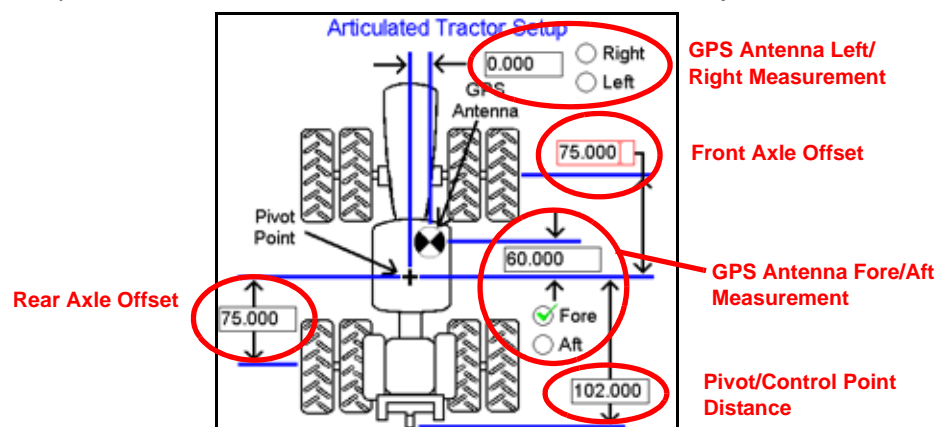 Articulated Tractor Setup
0.000
Right
Left
GPS Antenna Left/
Right Measurement
GPS
Antenna
75.000
Front Axle Offset
Pivot
Point
60.000
GPS Antenna Fore/Aft
Measurement
Rear Axle Offset
75.000
Fore
Aft
102.000
Pivot/Control Point
Distance